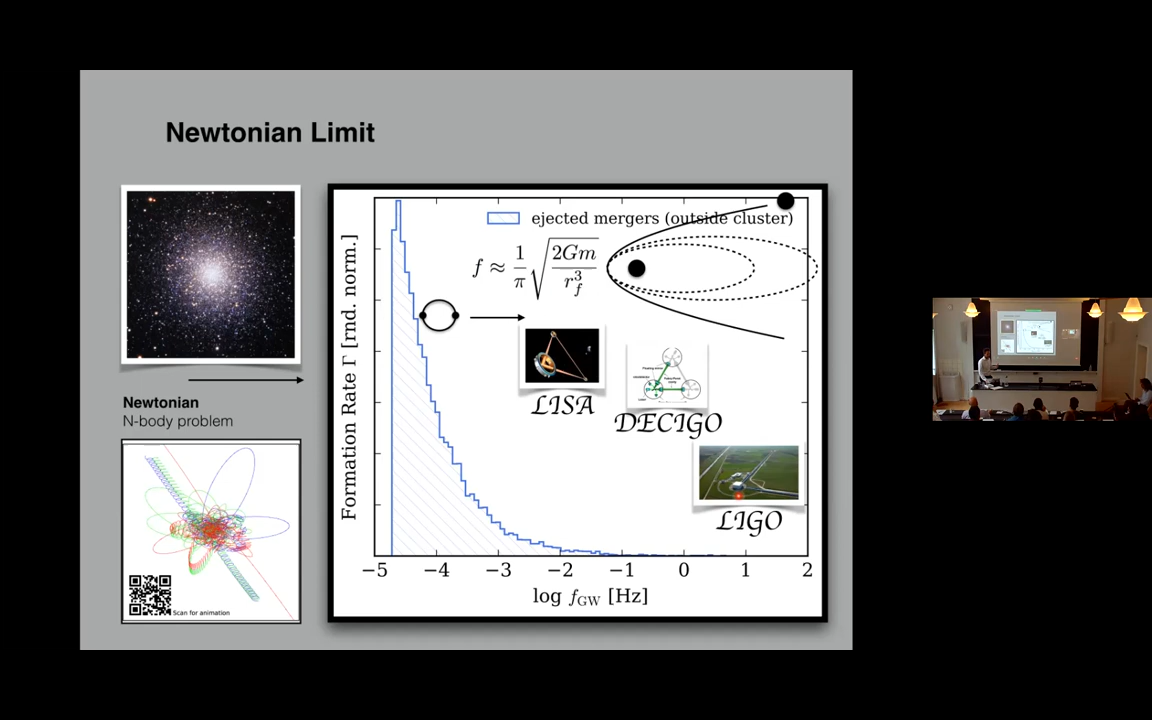 Newtonian Limit
Newtonian
N-body problem
Scan for animation
ejected mergers (outside cluster)
f ≈ 1/π √(2Gm/r_f^3)
LISA
DECIGO
LIGO
Formation Rate Γ [rnd. norm.]
−5 −4 −3 −2 −1 0 1 2
log f_GW [Hz]